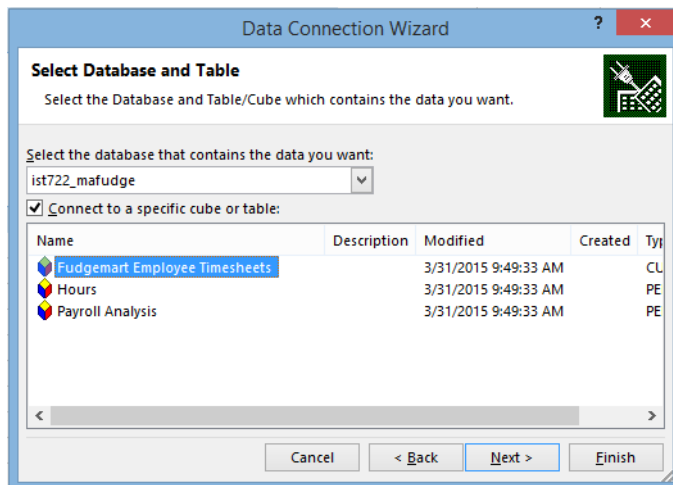 Data Connection Wizard
?
Select Database and Table
Select the Database and Table/Cube which contains the data you want.
Select the database that contains the data you want:
ist722_mafudge
Connect to a specific cube or table:
Name Description Modified Created Typ
Fudgemart Employee Timesheets 3/31/2015 9:49:33 AM CU
Hours 3/31/2015 9:49:33 AM PE
Payroll Analysis 3/31/2015 9:49:33 AM PE
Cancel < Back Next > Finish